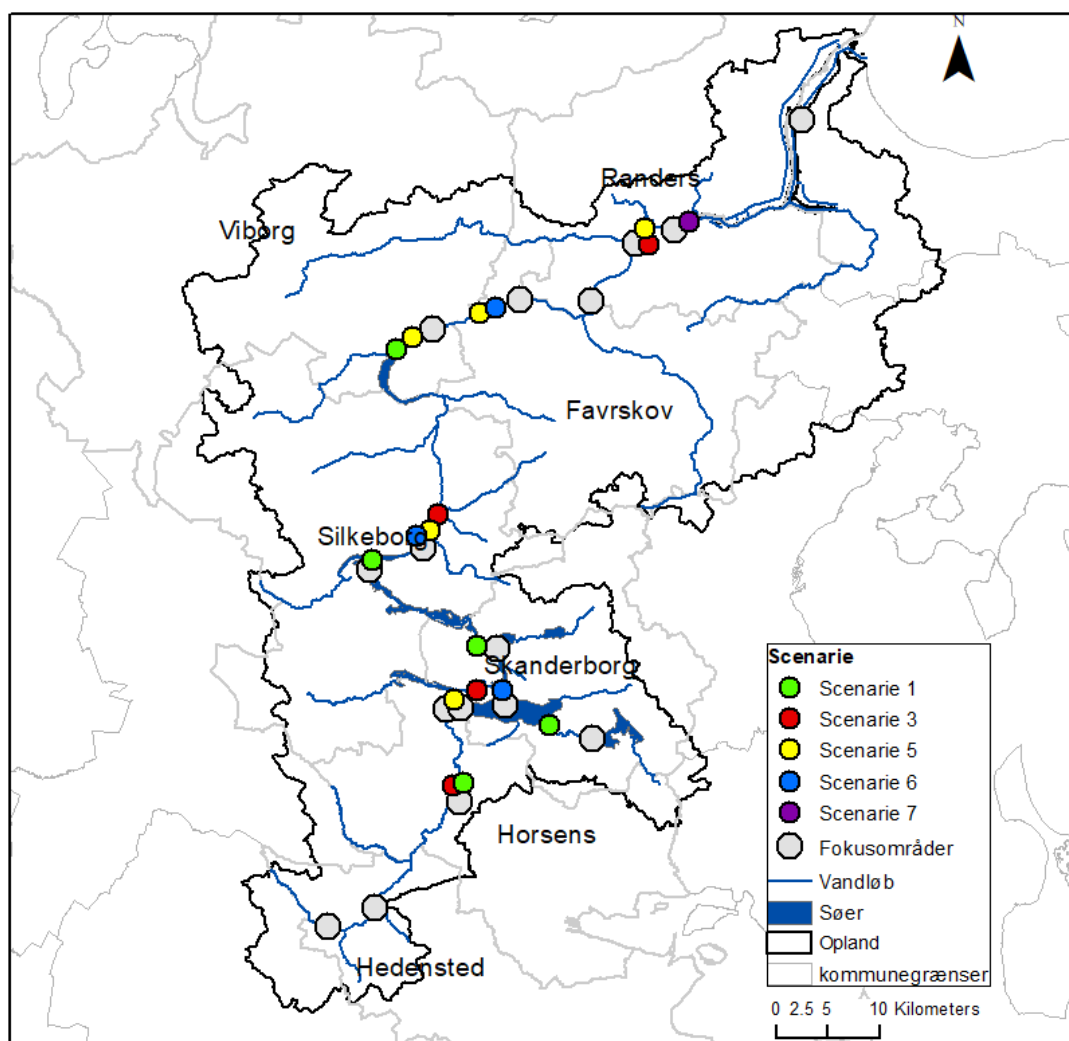 N
Randers
Viborg
Favrskov
Silkeborg
Skanderborg
Horsens
Hedensted
Scenarie
Scenarie 1
Scenarie 3
Scenarie 5
Scenarie 6
Scenarie 7
Fokusområder
Vandløb
Søer
Opland
kommunegrænser
0 2.5 5 10 Kilometers